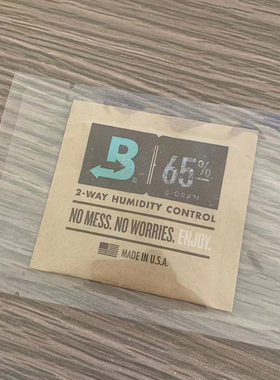 B 65%
2-WAY HUMIDITY CONTROL
NO MESS. NO WORRIES. ENJOY.
MADE IN U.S.A.